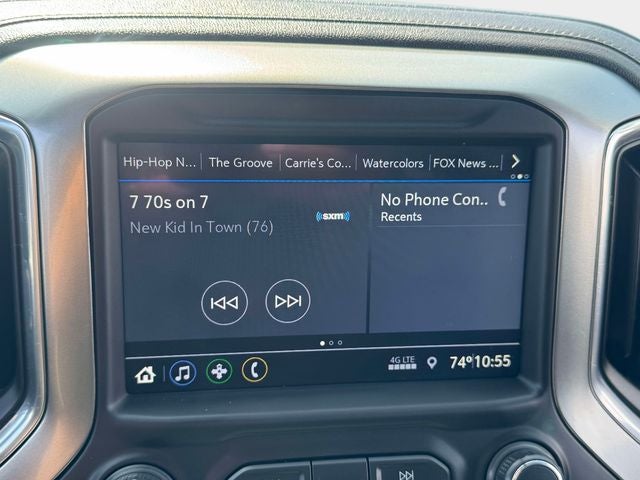 Hip-Hop N... The Groove Carrie's Co... Watercolors FOX News ...
7 70s on 7
sxm
No Phone Con..
New Kid In Town (76)
Recents
4G LTE
74° 10:55